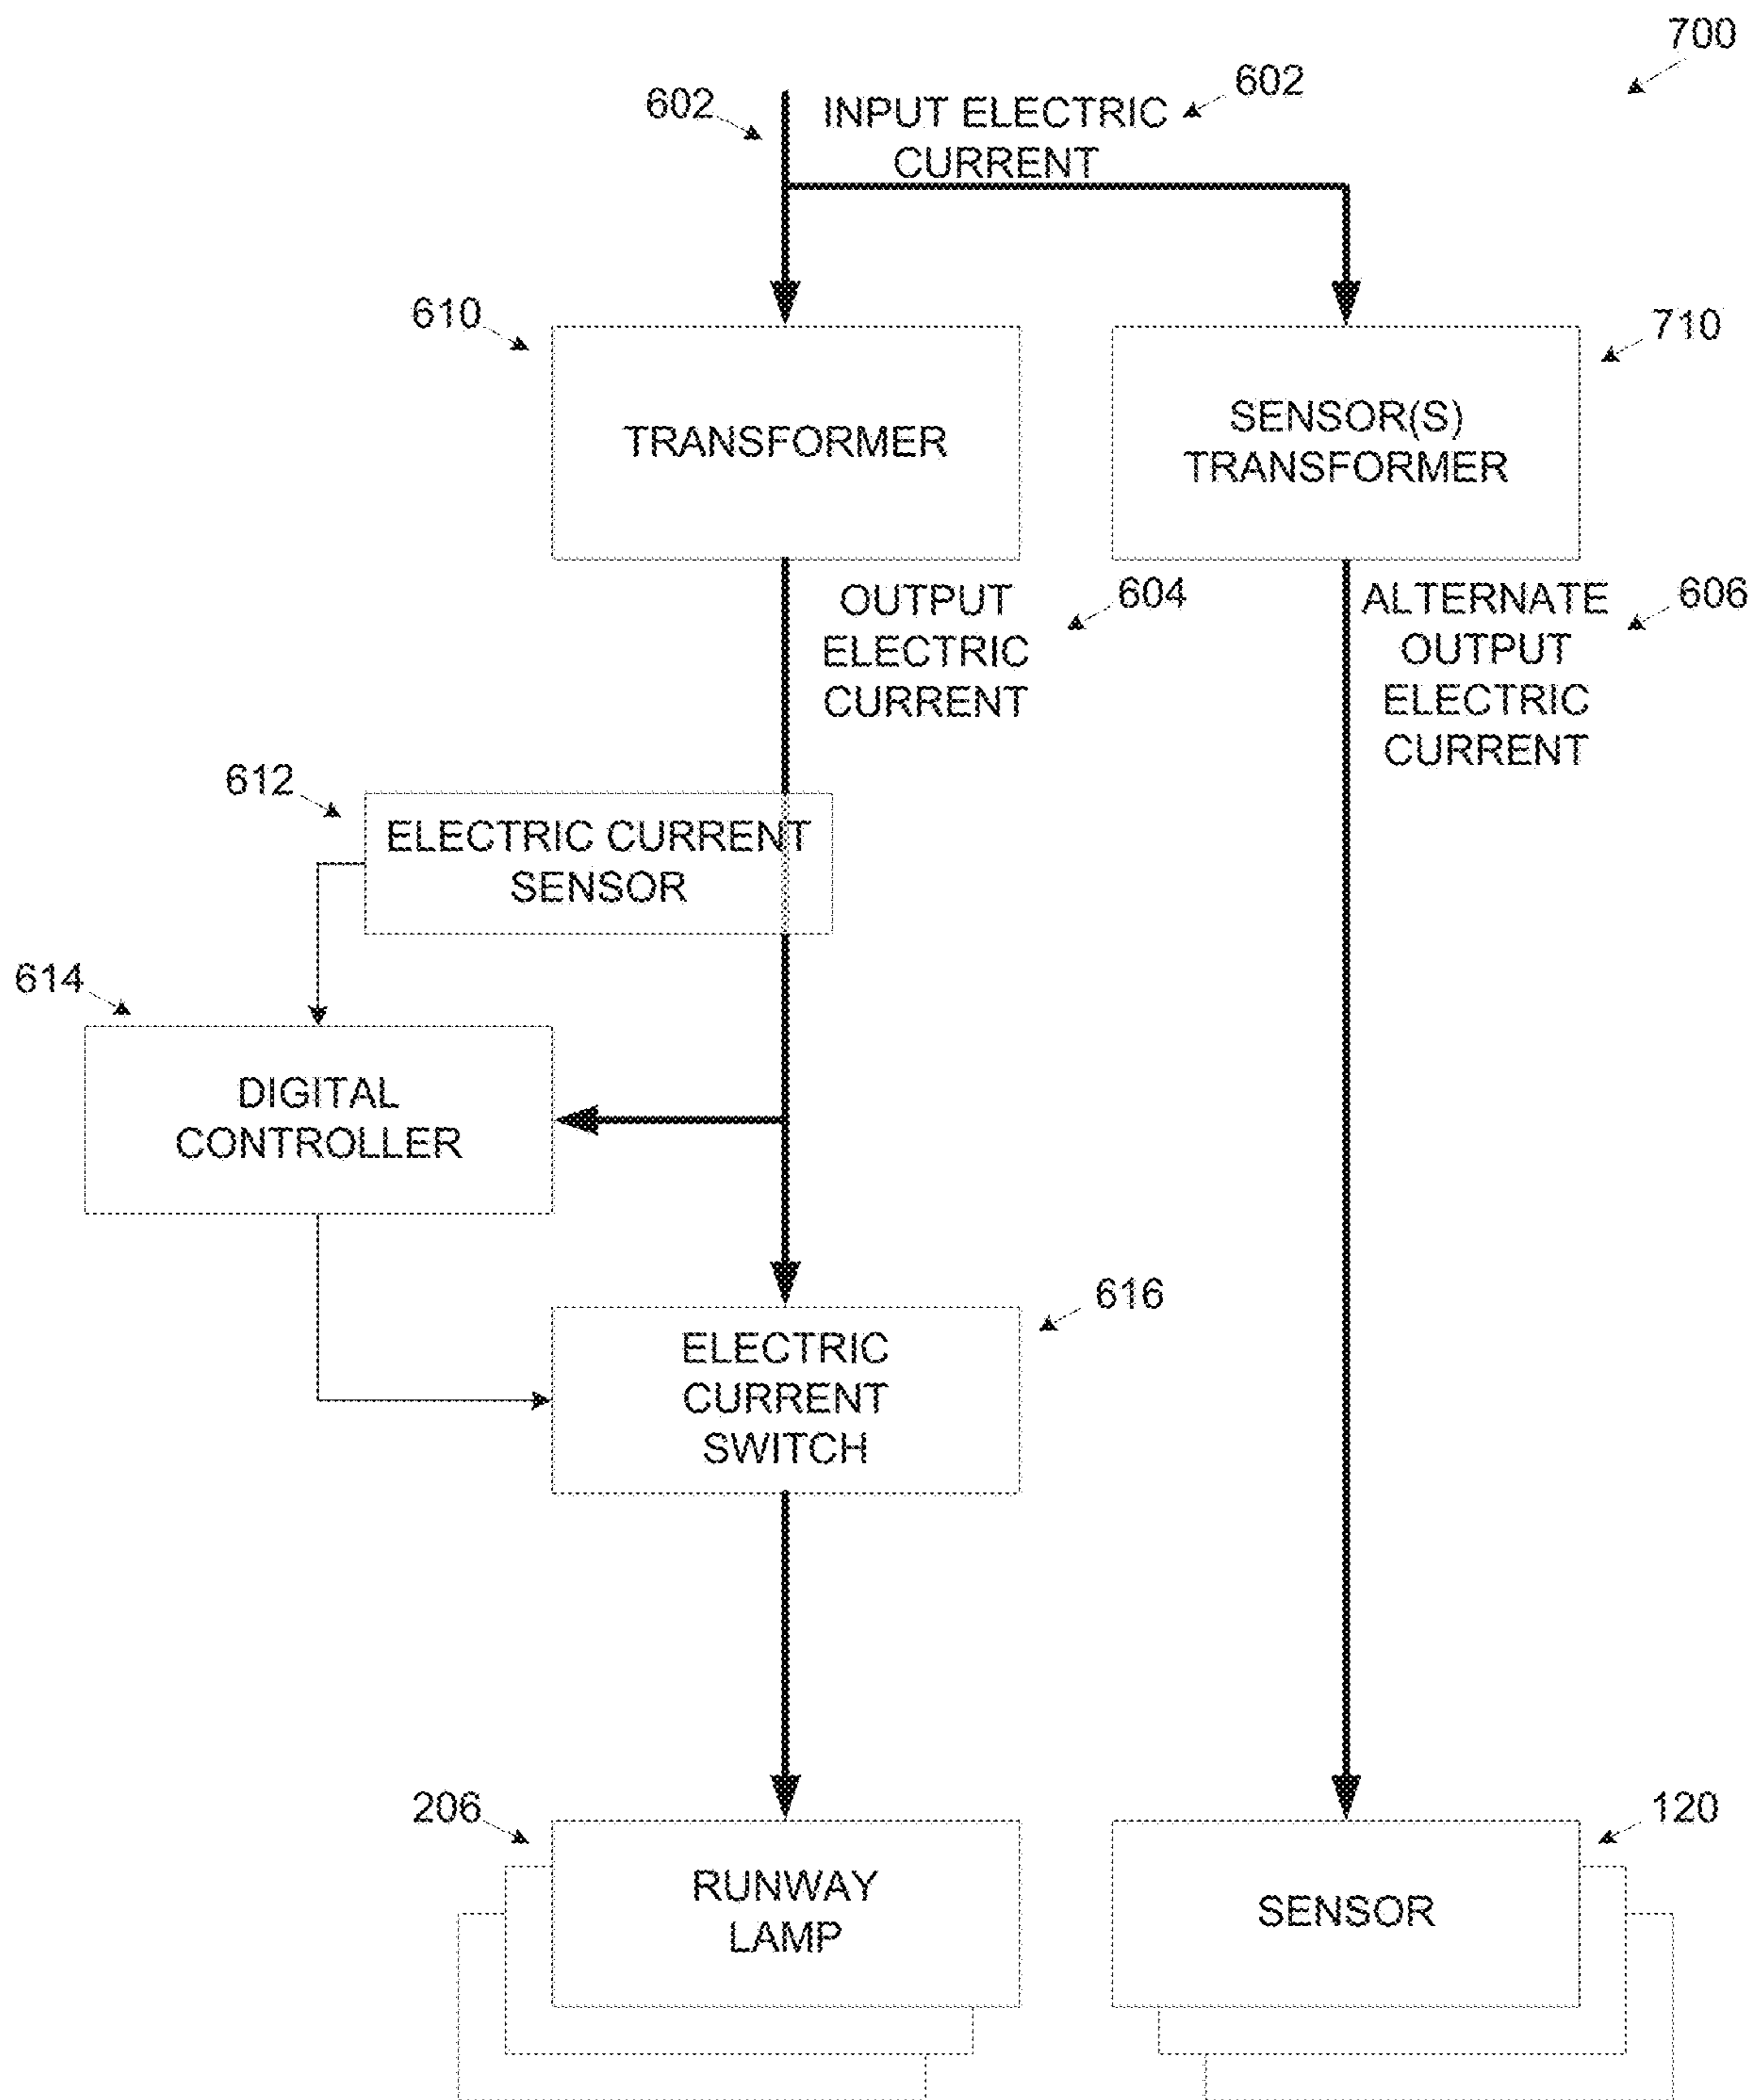 700
602
INPUT ELECTRIC
CURRENT
602
610
TRANSFORMER
710
SENSOR(S)
TRANSFORMER
OUTPUT
ELECTRIC
CURRENT
604
ALTERNATE
OUTPUT
ELECTRIC
CURRENT
606
612
ELECTRIC CURRENT
SENSOR
614
DIGITAL
CONTROLLER
616
ELECTRIC
CURRENT
SWITCH
206
RUNWAY
LAMP
120
SENSOR